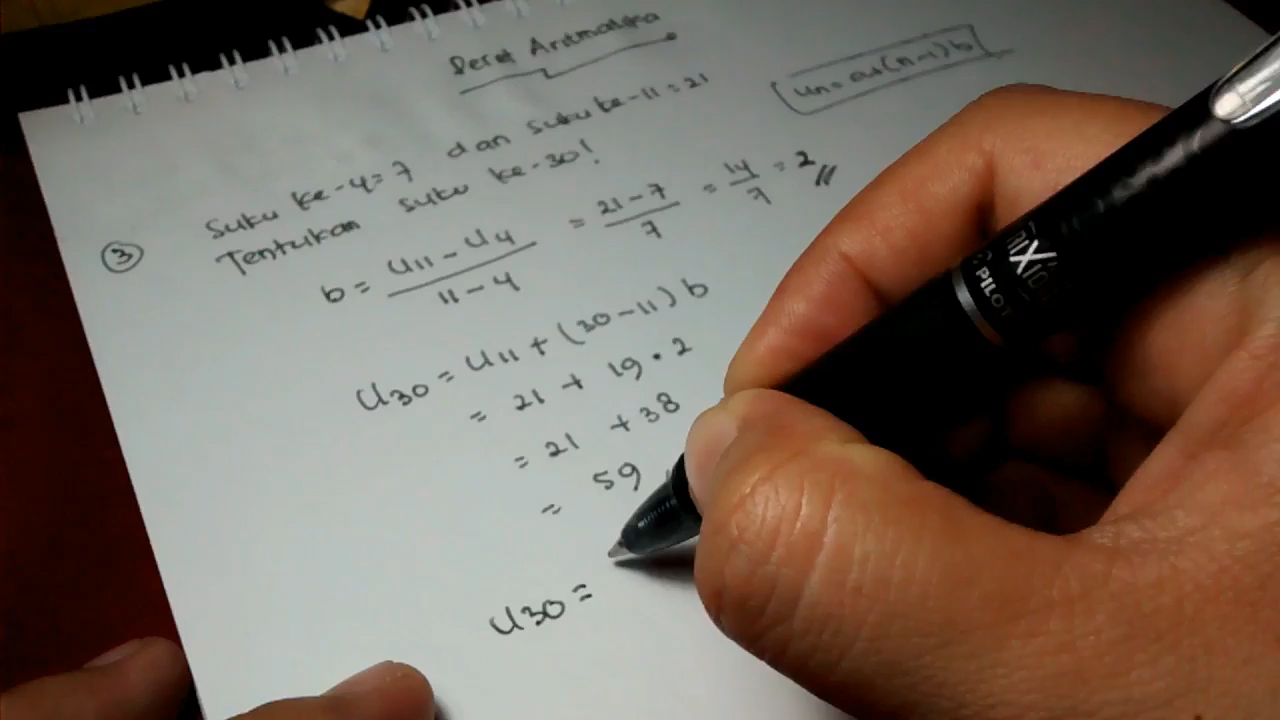 Deret Aritmatika
Un = a+(n-1)b
③ Suku ke-4=7 dan suku ke-11=21
Tentukan suku ke-30!
b = U11 - U4 / 11 - 4 = 21 - 7 / 7 = 14 / 7 = 2 //
U30 = U11 + (30-11) b
= 21 + 19 • 2
= 21 + 38
= 59
U30 =
PILOT